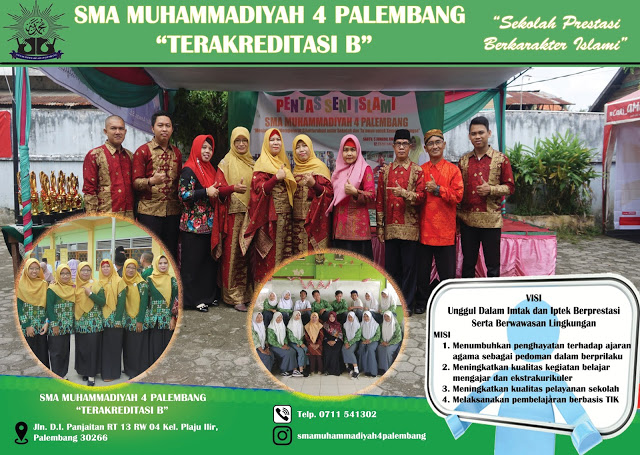 SMA MUHAMMADIYAH 4 PALEMBANG
"TERAKREDITASI B"
"Sekolah Prestasi
Berkarakter Islami"
PENTAS SENI ISLAMI
SMA MUHAMMADIYAH 4 PALEMBANG
VISI
Unggul Dalam Imtak dan Iptek Berprestasi
Serta Berwawasan Lingkungan
MISI
1. Menumbuhkan penghayatan terhadap ajaran
agama sebagai pedoman dalam berprilaku
2. Meningkatkan kualitas kegiatan belajar
mengajar dan ekstrakurikuler
3. Meningkatkan kualitas pelayanan sekolah
4. Melaksanakan pembelajaran berbasis TIK
SMA MUHAMMADIYAH 4 PALEMBANG
"TERAKREDITASI B"
Jln. D.I. Panjaitan RT 13 RW 04 Kel. Plaju Ilir,
Palembang 30266
Telp. 0711 541302
smamuhammadiyah4palembang